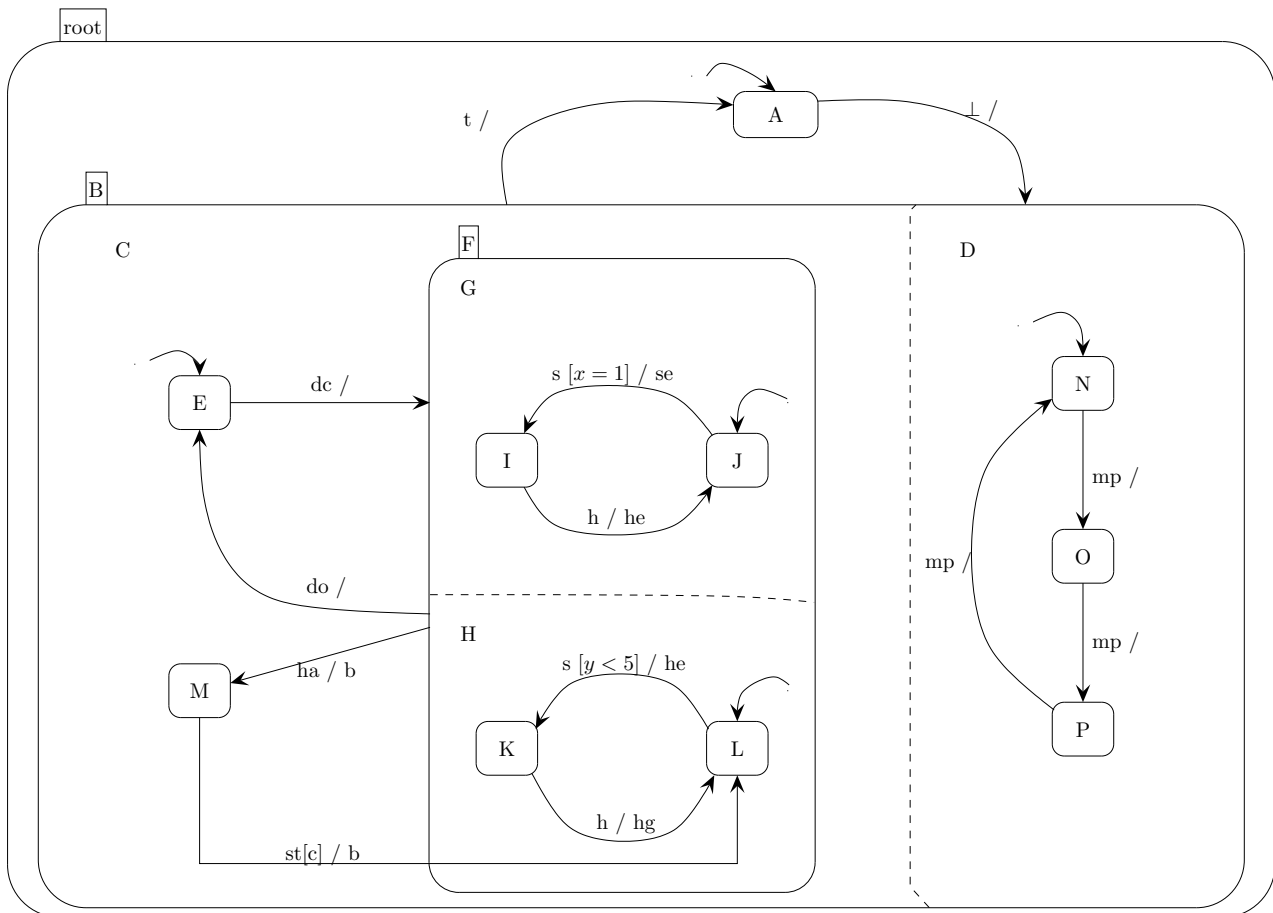 root
t /
A
⊥ /
B
C
F
D
G
E
dc /
s [x = 1] / se
N
I
J
mp /
h / he
O
mp /
do /
H
mp /
M
ha / b
s [y < 5] / he
K
L
P
h / hg
st[c] / b